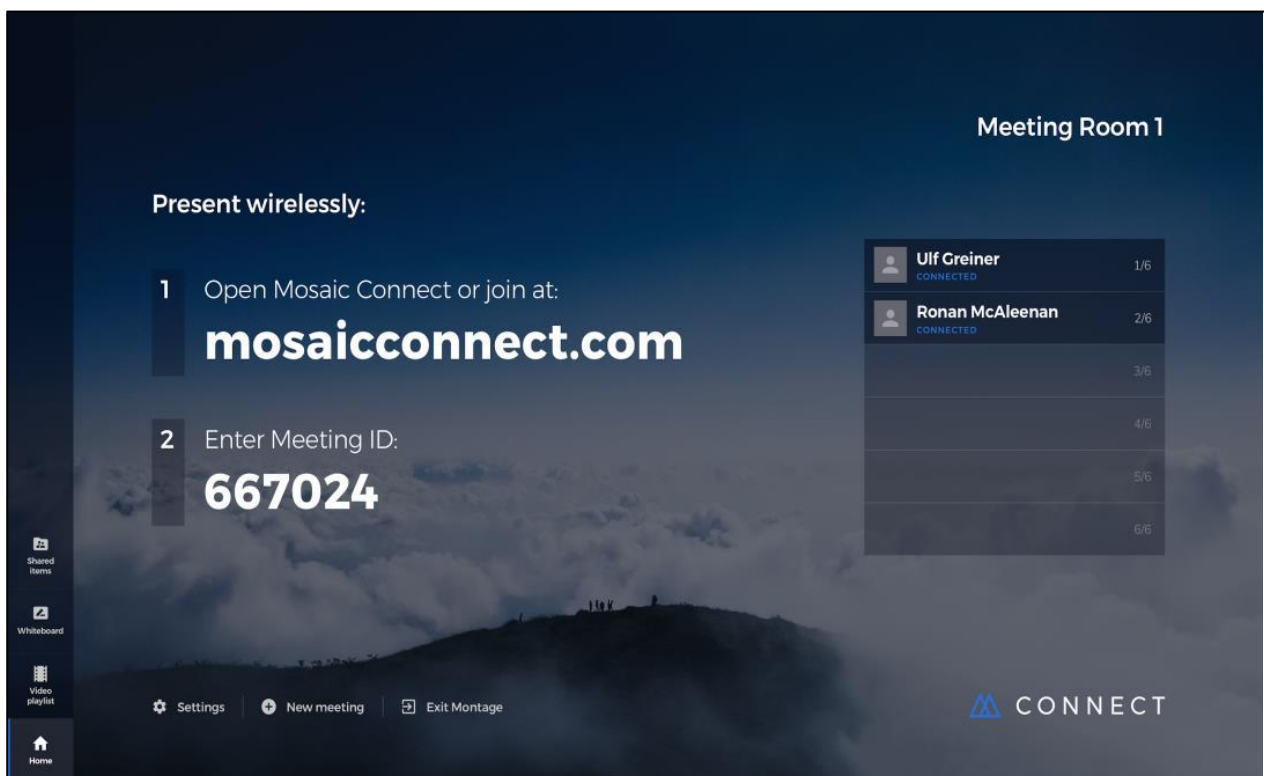 Meeting Room 1
Present wirelessly:
1 Open Mosaic Connect or join at:
mosaicconnect.com
2 Enter Meeting ID:
667024
Ulf Greiner 1/6
CONNECTED
Ronan McAleenan 2/6
CONNECTED
3/6
4/6
5/6
6/6
Shared
items
Whiteboard
Video
playlist
Home
Settings New meeting Exit Montage
CONNECT